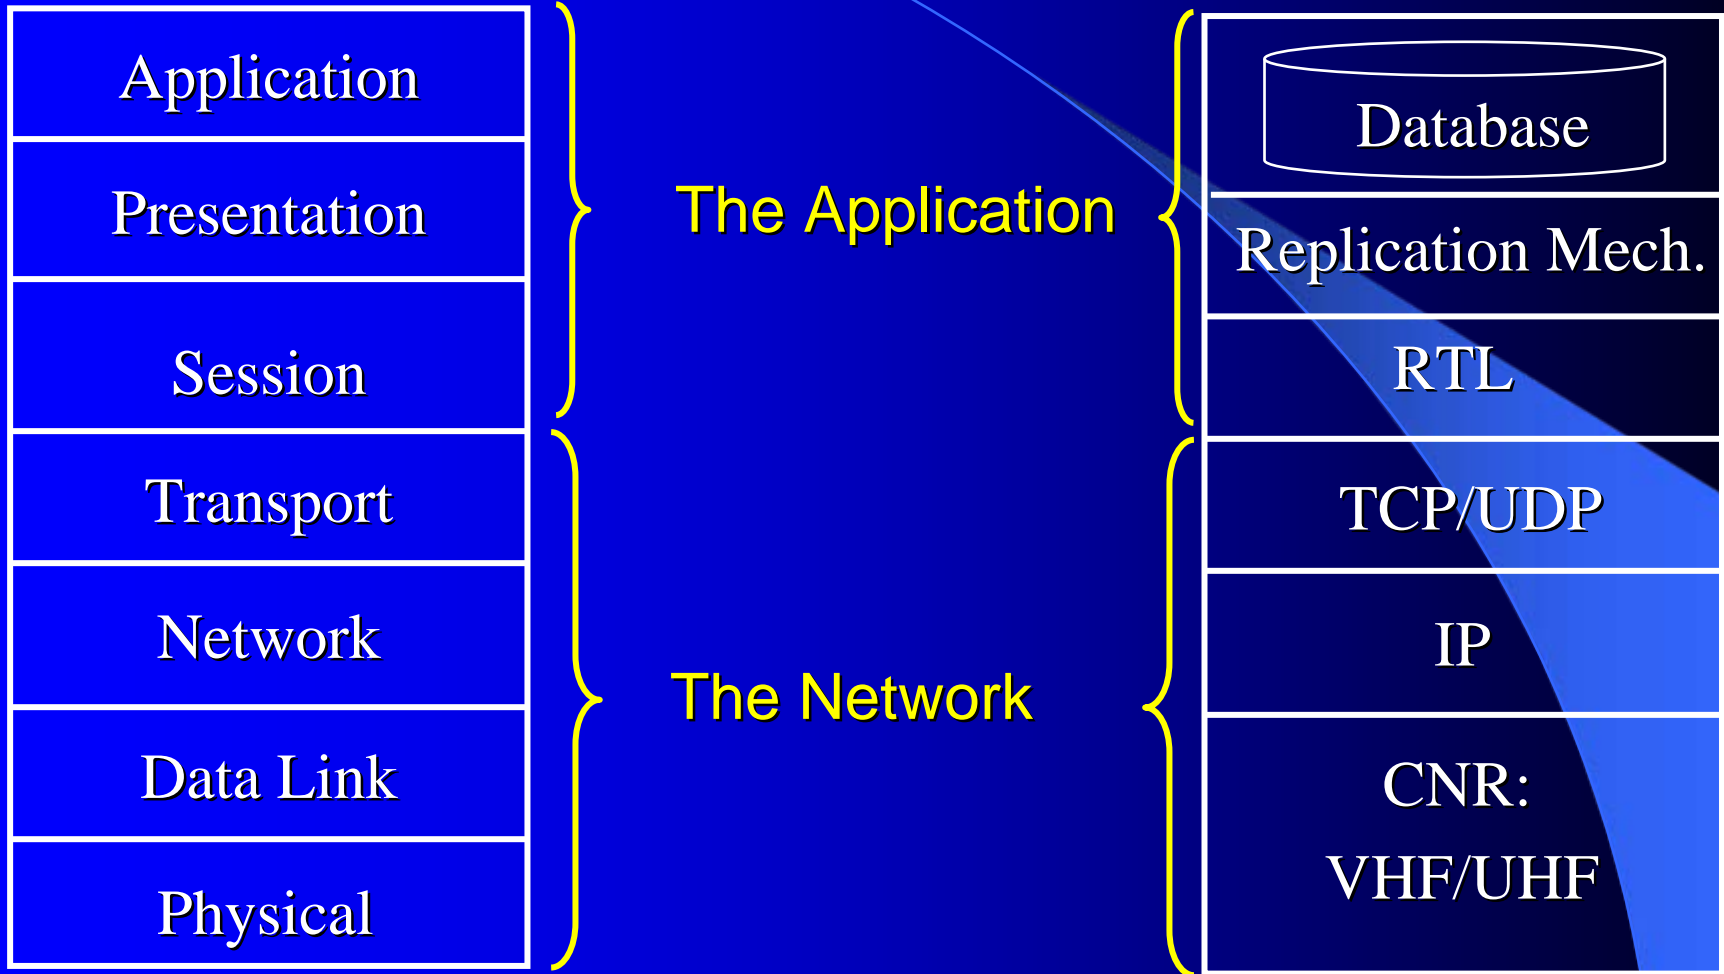 Application
Presentation
Session
Transport
Network
Data Link
Physical
The Application
The Network
Database
Replication Mech.
RTL
TCP/UDP
IP
CNR:
VHF/UHF